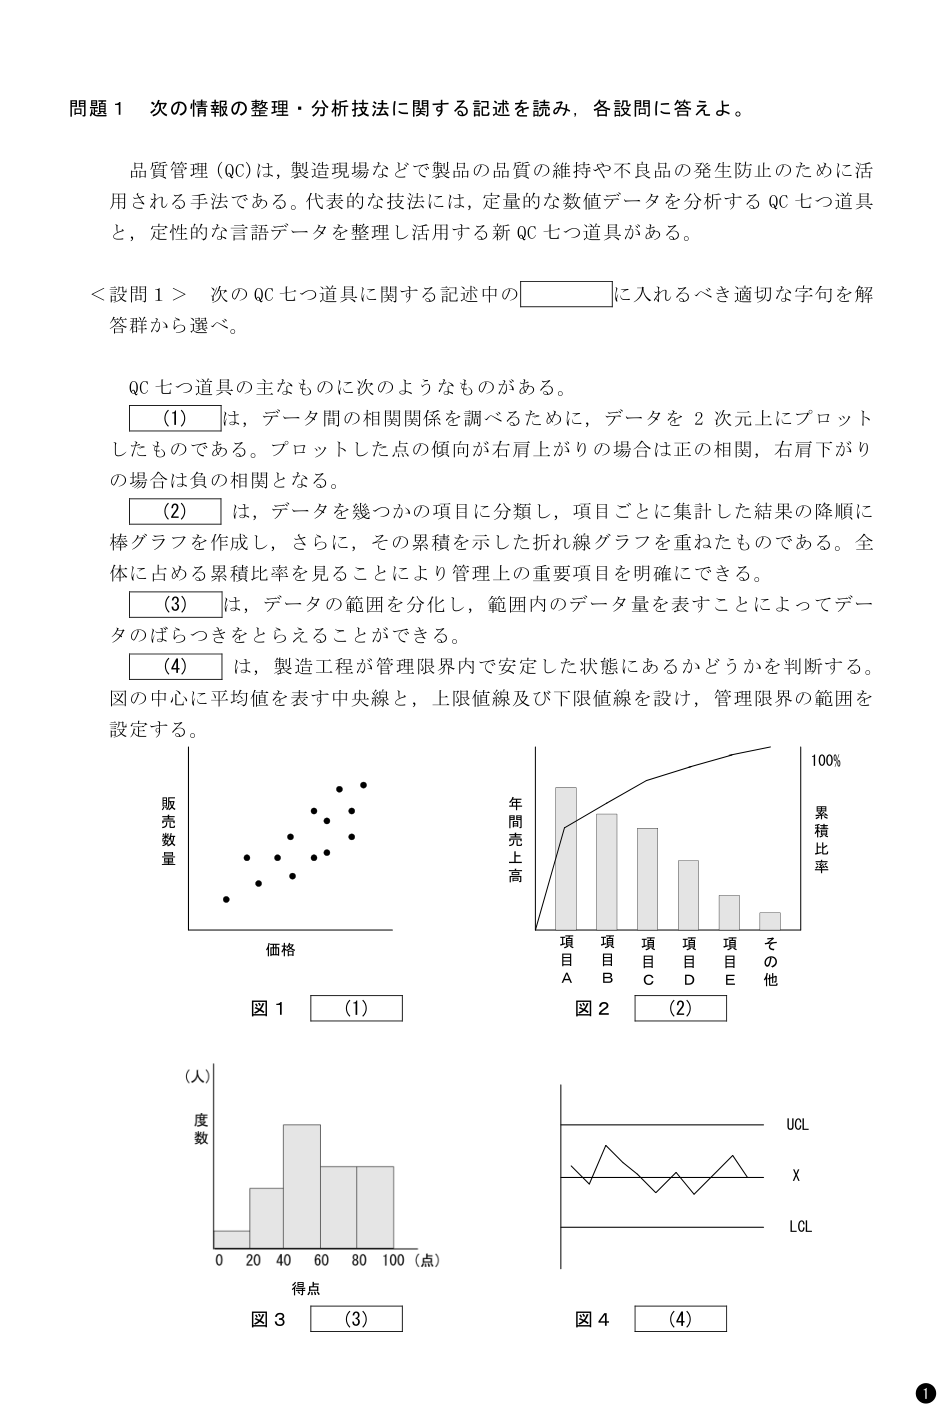 問題１　次の情報の整理・分析技法に関する記述を読み，各設問に答えよ。
品質管理(QC)は，製造現場などで製品の品質の維持や不良品の発生防止のために活
用される手法である。代表的な技法には，定量的な数値データを分析する QC 七つ道具
と，定性的な言語データを整理し活用する新 QC 七つ道具がある。
＜設問１＞　次の QC 七つ道具に関する記述中の　　　　に入れるべき適切な字句を解
答群から選べ。
QC 七つ道具の主なものに次のようなものがある。
(1) は，データ間の相関関係を調べるために，データを 2 次元上にプロット
したものである。プロットした点の傾向が右肩上がりの場合は正の相関，右肩下がり
の場合は負の相関となる。
(2) は，データを幾つかの項目に分類し，項目ごとに集計した結果の降順に
棒グラフを作成し，さらに，その累積を示した折れ線グラフを重ねたものである。全
体に占める累積比率を見ることにより管理上の重要項目を明確にできる。
(3) は，データの範囲を分化し，範囲内のデータ量を表すことによってデー
タのばらつきをとらえることができる。
(4) は，製造工程が管理限界内で安定した状態にあるかどうかを判断する。
図の中心に平均値を表す中央線と，上限値線及び下限値線を設け，管理限界の範囲を
設定する。
販売数量
価格
図１　(1)
年間売上高
100%
累積比率
項目A 項目B 項目C 項目D 項目E その他
図２　(2)
(人)
度数
0 20 40 60 80 100 (点)
得点
図３　(3)
UCL
X
LCL
図４　(4)
1